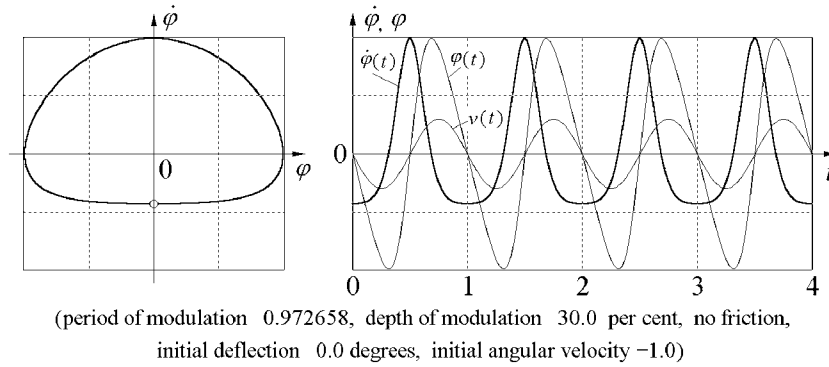 φ̇
φ̇, φ
φ̇(t)
φ(t)
v(t)
0
φ
0
t
0 1 2 3 4
(period of modulation 0.972658, depth of modulation 30.0 per cent, no friction,
initial deflection 0.0 degrees, initial angular velocity −1.0)